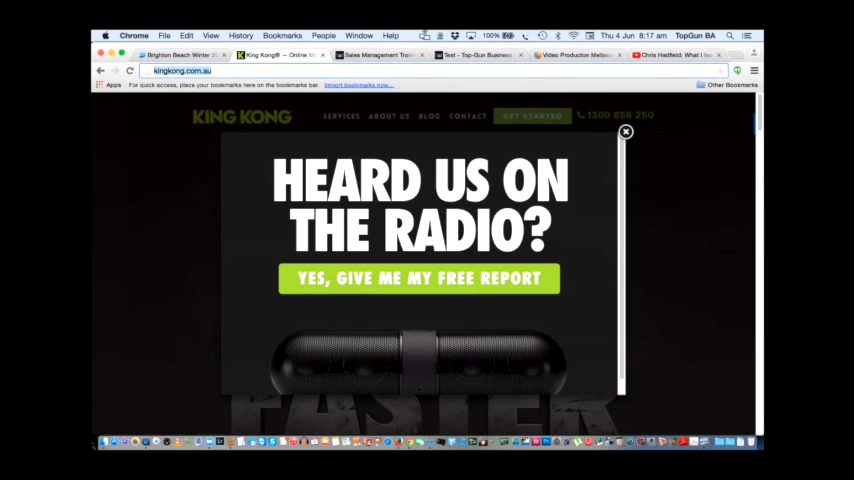 Chrome File Edit View History Bookmarks People Window Help 100% Thu 4 Jun 8:17 am TopGun BA
Brighton Beach Winter 20 King Kong® — Online Ma Sales Management Traini Test - Top-Gun Business Video Production Melbou Chris Hadfield: What I lea
kingkong.com.au
Apps For quick access, place your bookmarks here on the bookmarks bar. Import bookmarks now... Other Bookmarks
KING KONG SERVICES ABOUT US BLOG CONTACT GET STARTED 1300 858 250
HEARD US ON
THE RADIO?
YES, GIVE ME MY FREE REPORT
FASTER